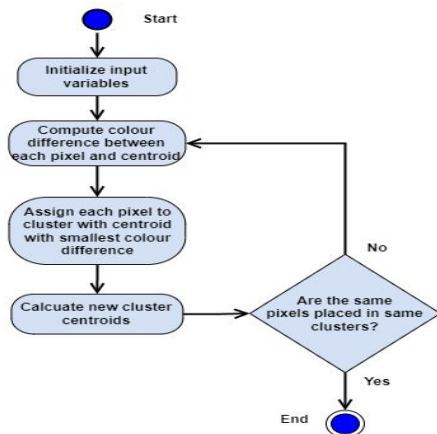 Start
Initialize input
variables
Compute colour
difference between
each pixel and centroid
Assign each pixel to
cluster with centroid
with smallest colour
difference
Calcuate new cluster
centroids
Are the same
pixels placed in same
clusters?
No
Yes
End